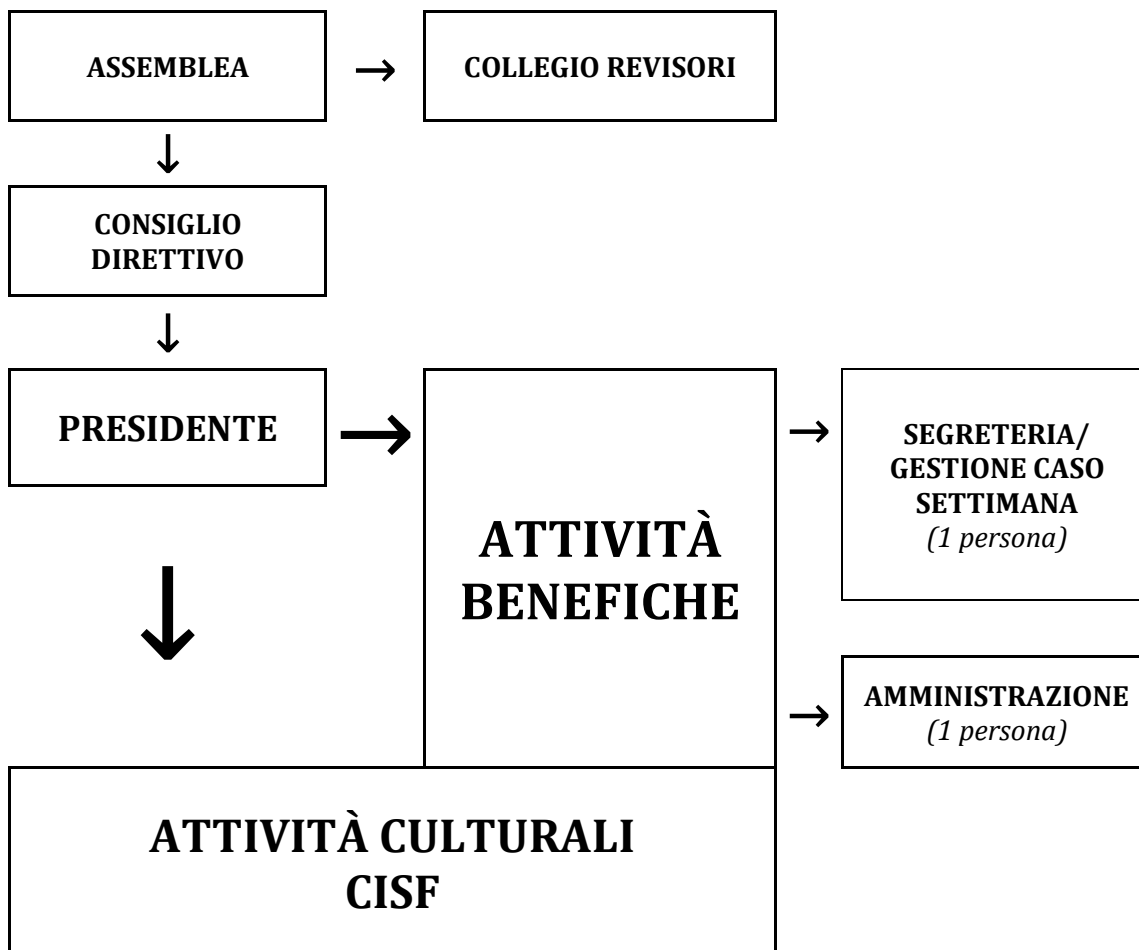 ASSEMBLEA
→
COLLEGIO REVISORI
↓
CONSIGLIO
DIRETTIVO
↓
PRESIDENTE
→
ATTIVITÀ
BENEFICHE
→
SEGRETERIA/
GESTIONE CASO
SETTIMANA
(1 persona)
→
AMMINISTRAZIONE
(1 persona)
↓
ATTIVITÀ CULTURALI
CISF